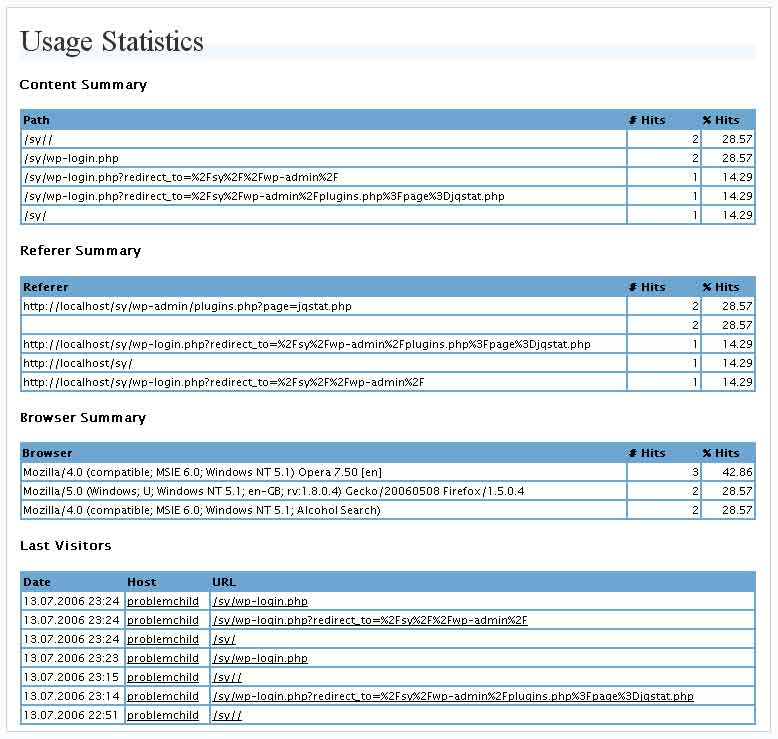 Usage Statistics
Content Summary
Path # Hits % Hits
/sy// 2 28.57
/sy/wp-login.php 2 28.57
/sy/wp-login.php?redirect_to=%2Fsy%2F%2Fwp-admin%2F 1 14.29
/sy/wp-login.php?redirect_to=%2Fsy%2Fwp-admin%2Fplugins.php%3Fpage%3Djqstat.php 1 14.29
/sy/ 1 14.29
Referer Summary
Referer # Hits % Hits
http://localhost/sy/wp-admin/plugins.php?page=jqstat.php 2 28.57
2 28.57
http://localhost/sy/wp-login.php?redirect_to=%2Fsy%2Fwp-admin%2Fplugins.php%3Fpage%3Djqstat.php 1 14.29
http://localhost/sy/ 1 14.29
http://localhost/sy/wp-login.php?redirect_to=%2Fsy%2F%2Fwp-admin%2F 1 14.29
Browser Summary
Browser # Hits % Hits
Mozilla/4.0 (compatible; MSIE 6.0; Windows NT 5.1) Opera 7.50 [en] 3 42.86
Mozilla/5.0 (Windows; U; Windows NT 5.1; en-GB; rv:1.8.0.4) Gecko/20060508 Firefox/1.5.0.4 2 28.57
Mozilla/4.0 (compatible; MSIE 6.0; Windows NT 5.1; Alcohol Search) 2 28.57
Last Visitors
Date Host URL
13.07.2006 23:24 problemchild /sy/wp-login.php
13.07.2006 23:24 problemchild /sy/wp-login.php?redirect_to=%2Fsy%2F%2Fwp-admin%2F
13.07.2006 23:24 problemchild /sy/
13.07.2006 23:23 problemchild /sy/wp-login.php
13.07.2006 23:15 problemchild /sy//
13.07.2006 23:14 problemchild /sy/wp-login.php?redirect_to=%2Fsy%2Fwp-admin%2Fplugins.php%3Fpage%3Djqstat.php
13.07.2006 22:51 problemchild /sy//